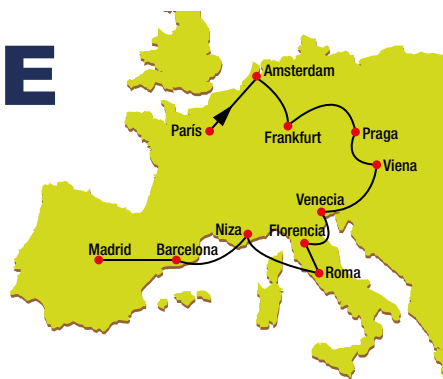 E
Amsterdam
París
Frankfurt
Praga
Viena
Venecia
Niza
Florencia
Madrid
Barcelona
Roma